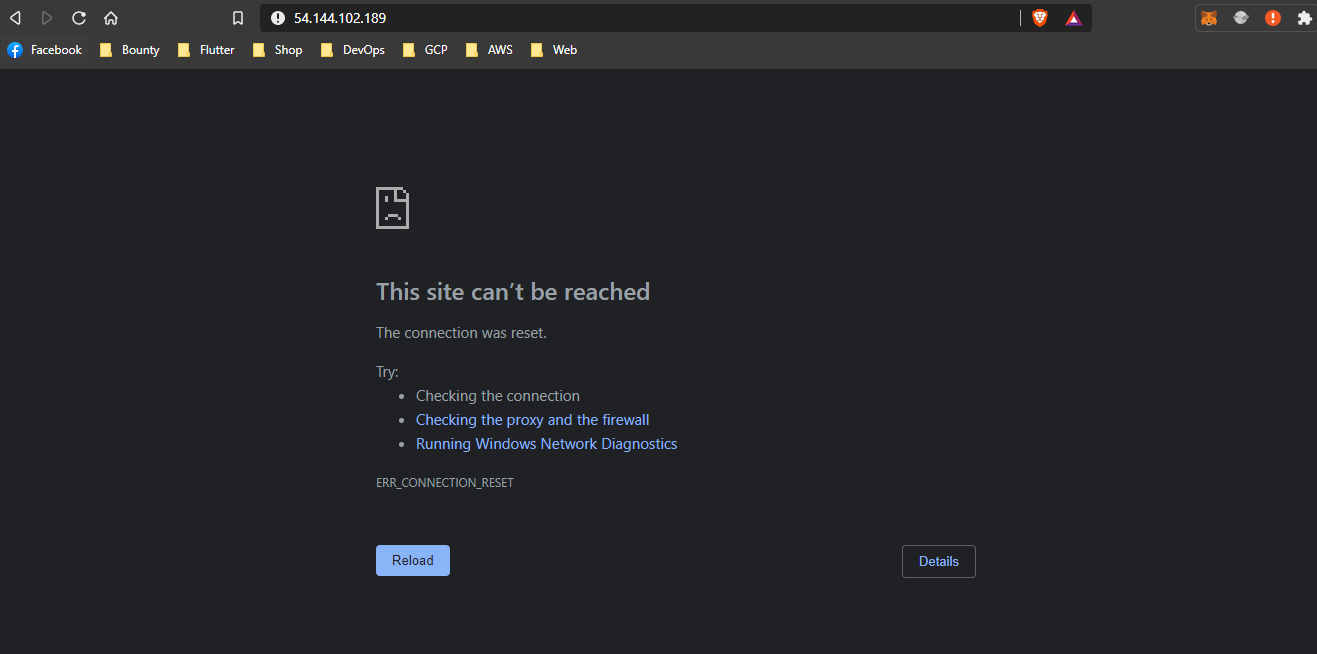 54.144.102.189
Facebook Bounty Flutter Shop DevOps GCP AWS Web
This site can’t be reached
The connection was reset.
Try:
Checking the connection
Checking the proxy and the firewall
Running Windows Network Diagnostics
ERR_CONNECTION_RESET
Reload Details